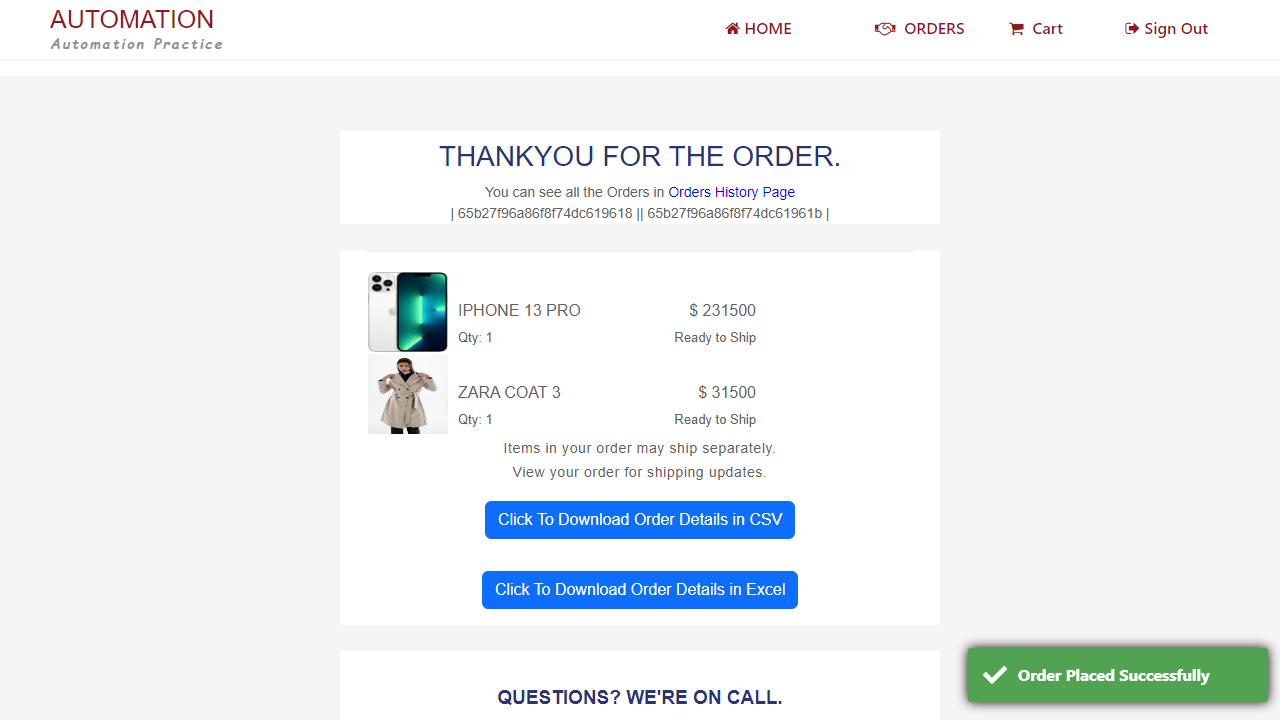 AUTOMATION
Automation Practice
HOME
ORDERS
Cart
Sign Out
THANKYOU FOR THE ORDER.
You can see all the Orders in Orders History Page
| 65b27f96a86f8f74dc619618 || 65b27f96a86f8f74dc61961b |
IPHONE 13 PRO
$ 231500
Qty: 1
Ready to Ship
ZARA COAT 3
$ 31500
Qty: 1
Ready to Ship
Items in your order may ship separately.
View your order for shipping updates.
Click To Download Order Details in CSV
Click To Download Order Details in Excel
QUESTIONS? WE'RE ON CALL.
Order Placed Successfully